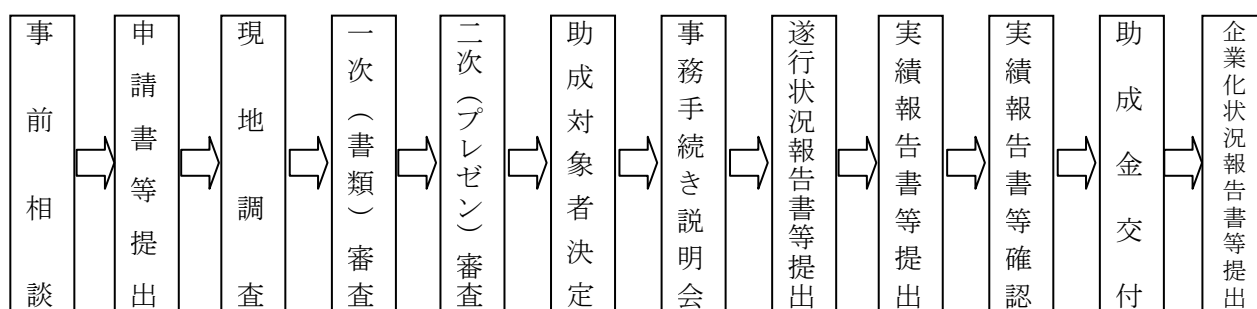 事前相談
申請書等提出
現地調査
一次（書類）審査
二次（プレゼン）審査
助成対象者決定
事務手続き説明会
遂行状況報告書等提出
実績報告書等提出
実績報告書等確認
助成金交付
企業化状況報告書等提出